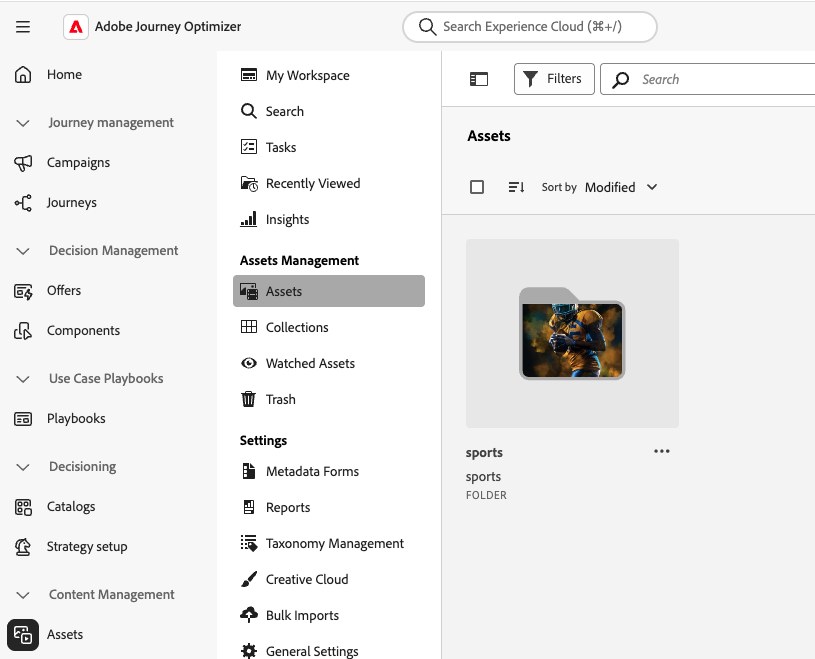 Adobe Journey Optimizer
Search Experience Cloud (⌘+/)
Home
Journey management
Campaigns
Journeys
Decision Management
Offers
Components
Use Case Playbooks
Playbooks
Decisioning
Catalogs
Strategy setup
Content Management
Assets
My Workspace
Search
Tasks
Recently Viewed
Insights
Assets Management
Assets
Collections
Watched Assets
Trash
Settings
Metadata Forms
Reports
Taxonomy Management
Creative Cloud
Bulk Imports
General Settings
Filters
Search
Assets
Sort by Modified
sports
sports
FOLDER